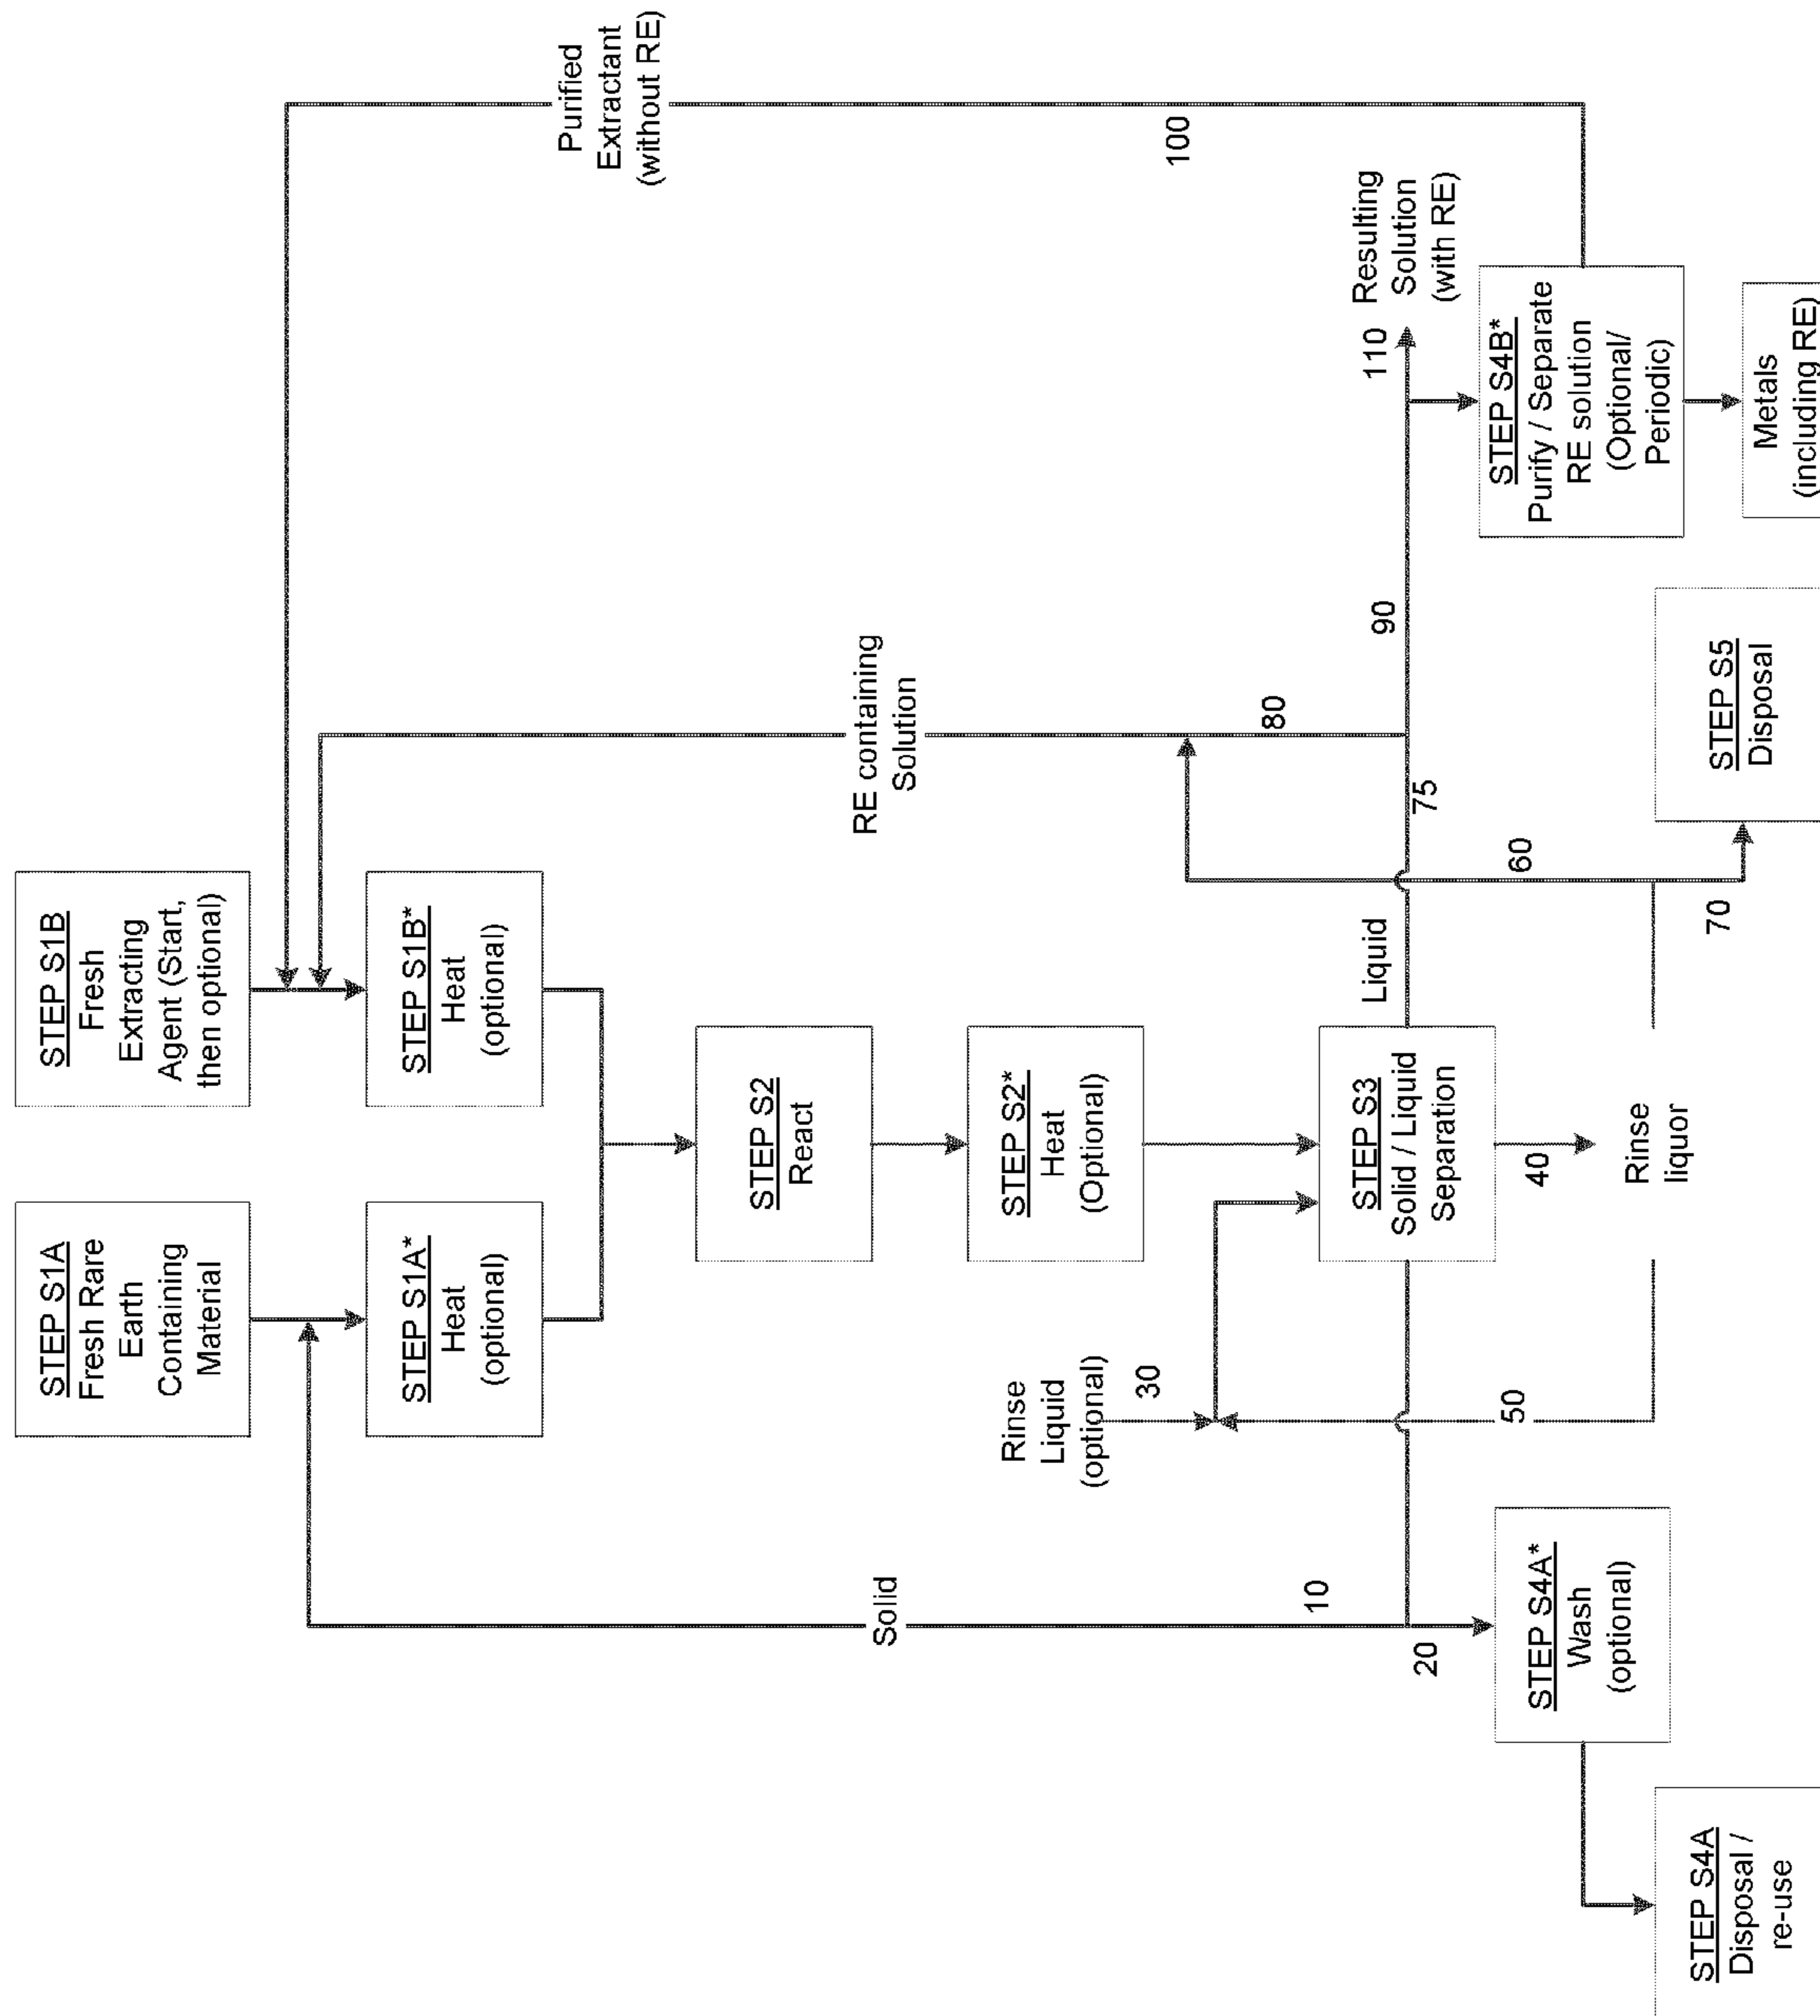 STEP S1A
Fresh Rare
Earth
Containing
Material
STEP S1B
Fresh
Extracting
Agent (Start,
then optional)
Purified
Extractant
(without RE)
STEP S1A*
Heat
(optional)
STEP S1B*
Heat
(optional)
STEP S2
React
RE containing
Solution
Solid
STEP S2*
Heat
(Optional)
Rinse
Liquid
(optional)
30
100
80
10
STEP S3
Solid / Liquid
Separation
Liquid
75
90
110
Resulting
Solution
(with RE)
20
50
40
60
70
Rinse
liquor
STEP S4A*
Wash
(optional)
STEP S4B*
Purify / Separate
RE solution
(Optional/
Periodic)
STEP S4A
Disposal /
re-use
STEP S5
Disposal
Metals
(including RE)